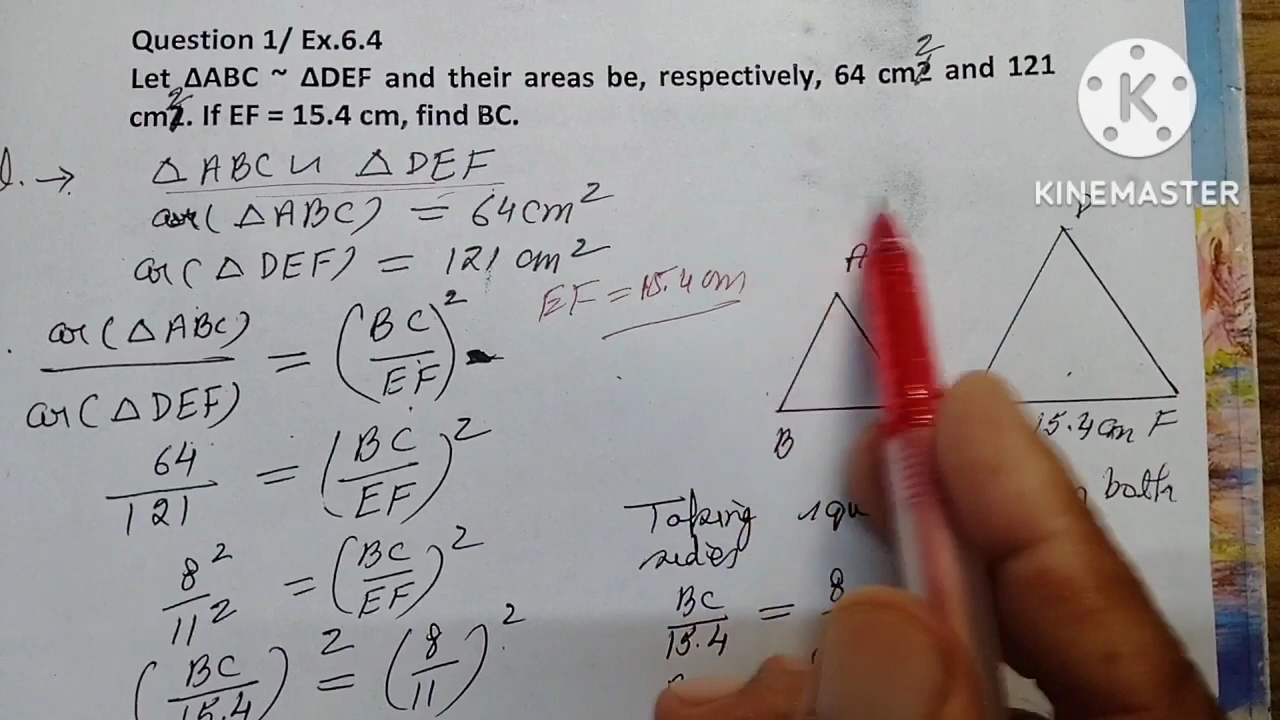 Question 1/ Ex.6.4
Let ΔABC ~ ΔDEF and their areas be, respectively, 64 cm² and 121
cm². If EF = 15.4 cm, find BC.
→ ΔABC ~ ΔDEF
ar(ΔABC) = 64cm²
ar(ΔDEF) = 121 cm²
EF = 15.4 cm
ar(ΔABC) / ar(ΔDEF) = (BC/EF)²
64/121 = (BC/EF)²
8²/11² = (BC/EF)²
(BC/15.4)² = (8/11)²
A
B
15.4cm F
Taking both
sides
BC/15.4 = 8
K
KINEMASTER